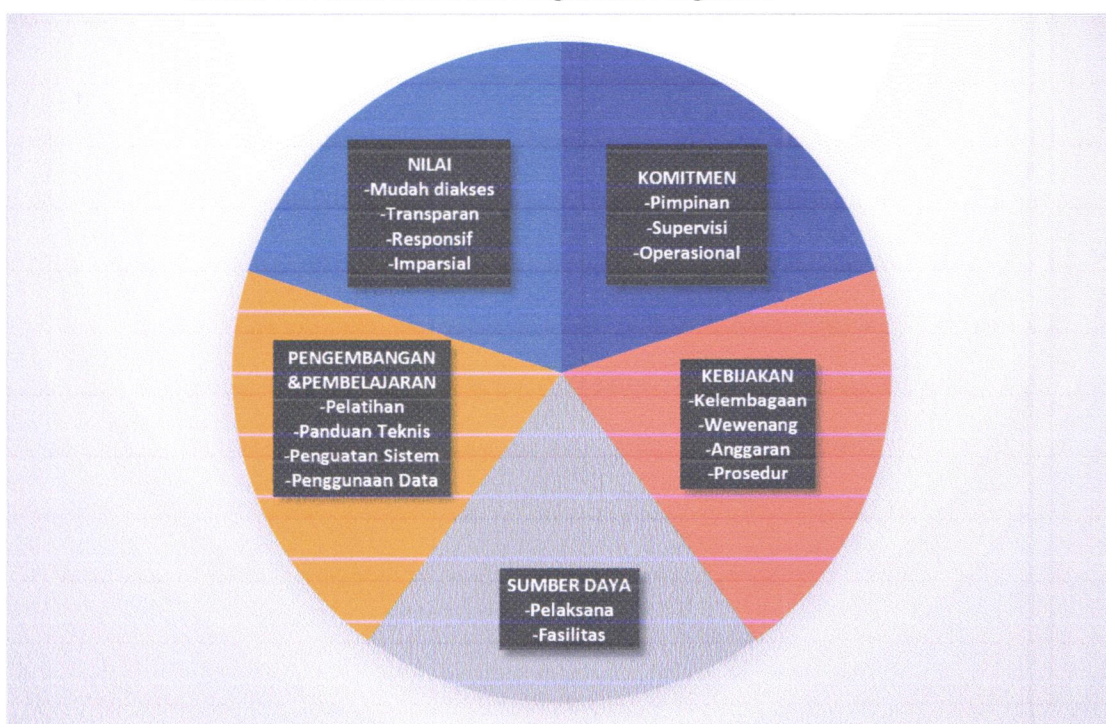 NILAI
-Mudah diakses
-Transparan
-Responsif
-Imparsial
KOMITMEN
-Pimpinan
-Supervisi
-Operasional
PENGEMBANGAN
&PEMBELAJARAN
-Pelatihan
-Panduan Teknis
-Penguatan Sistem
-Penggunaan Data
KEBIJAKAN
-Kelembagaan
-Wewenang
-Anggaran
-Prosedur
SUMBER DAYA
-Pelaksana
-Fasilitas